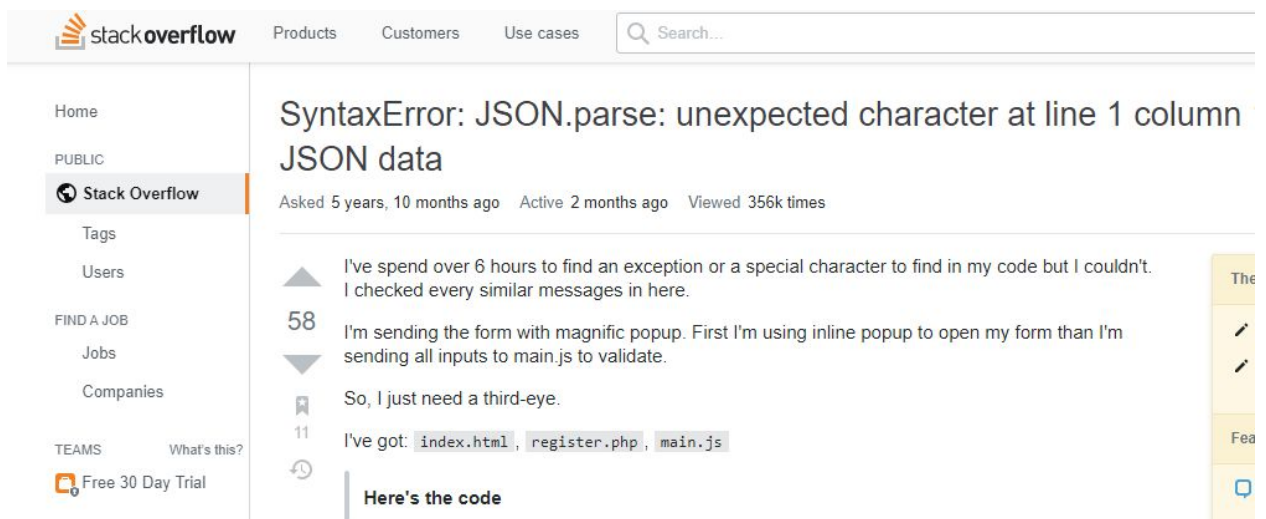 stackoverflow
Products Customers Use cases Search...
Home
PUBLIC
Stack Overflow
Tags
Users
FIND A JOB
Jobs
Companies
TEAMS What's this?
Free 30 Day Trial
SyntaxError: JSON.parse: unexpected character at line 1 column
JSON data
Asked 5 years, 10 months ago Active 2 months ago Viewed 356k times
58
11
I've spend over 6 hours to find an exception or a special character to find in my code but I couldn't.
I checked every similar messages in here.
I'm sending the form with magnific popup. First I'm using inline popup to open my form than I'm
sending all inputs to main.js to validate.
So, I just need a third-eye.
I've got: index.html, register.php, main.js
Here's the code
The
Fea